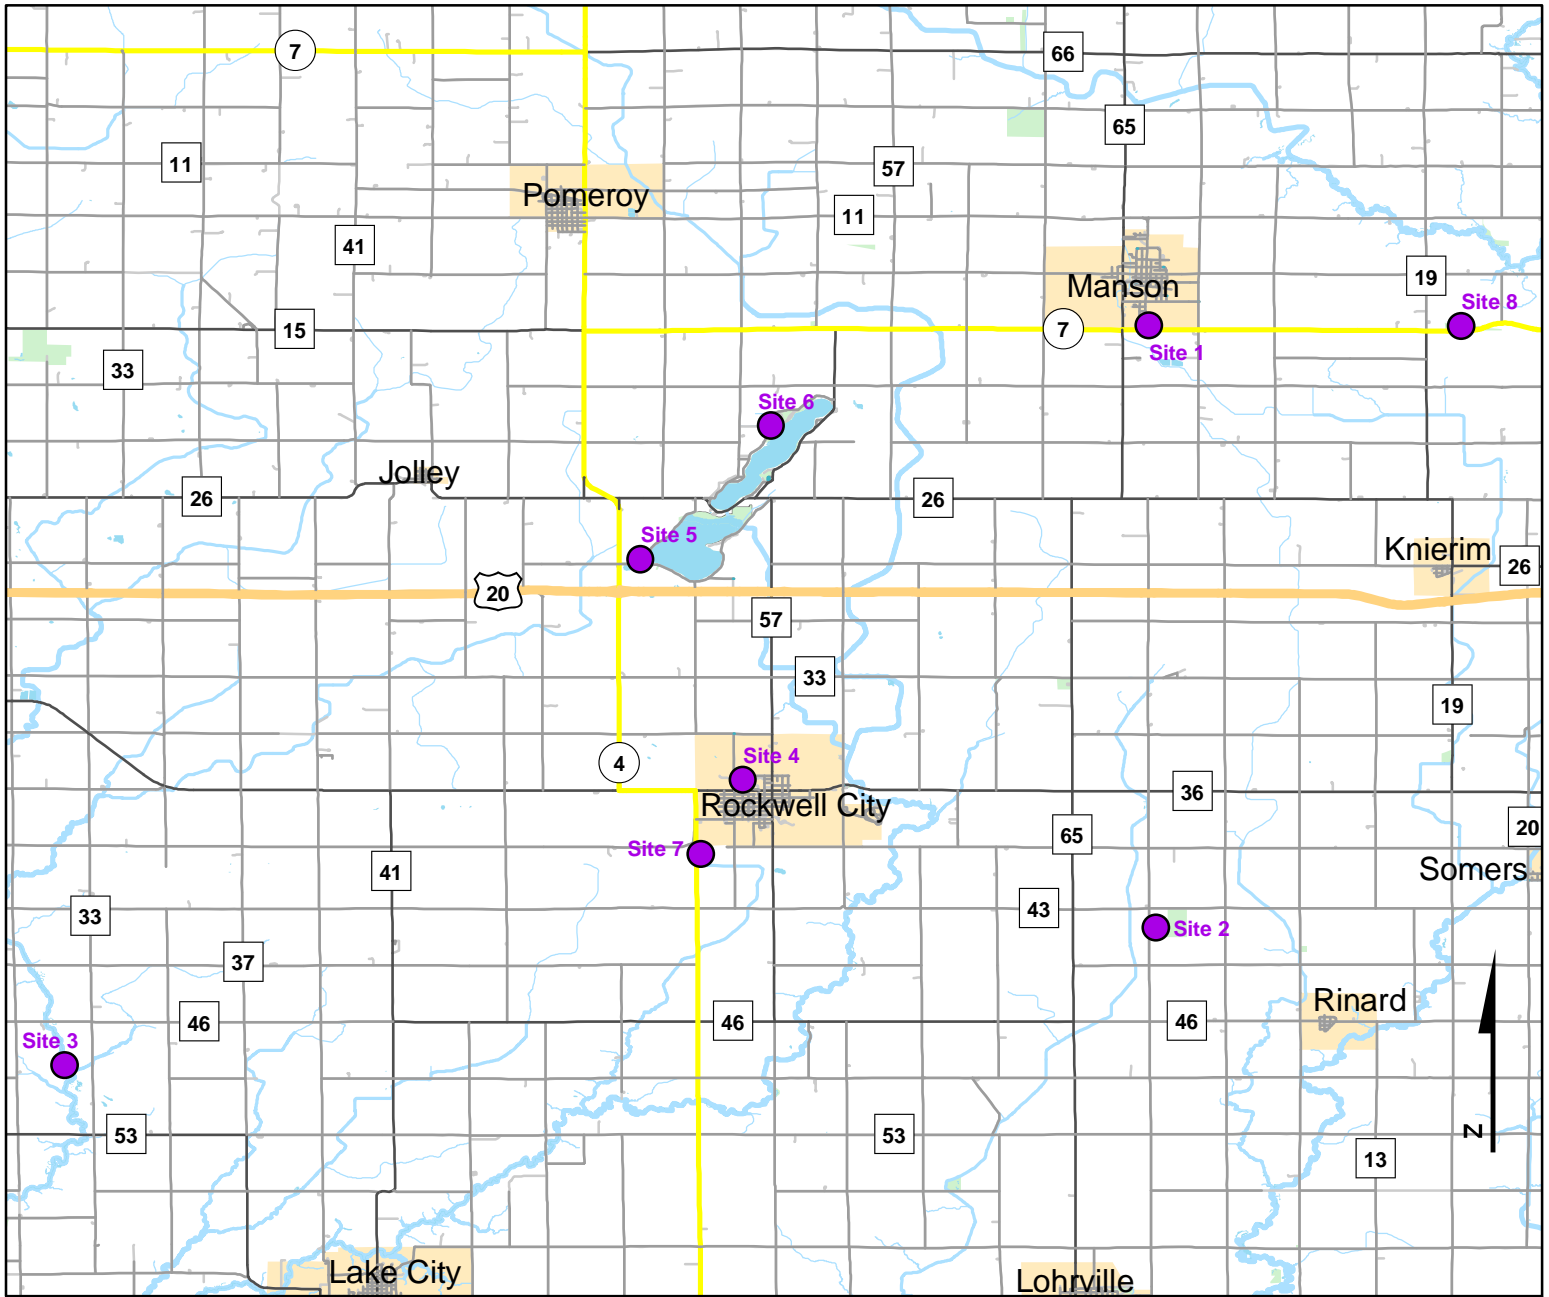 7
66
65
11
57
Pomeroy
11
41
19
Manson
Site 8
15
7
Site 1
33
Site 6
Jolley
26
26
Site 5
Knierim
26
20
57
33
19
4
Site 4
36
Rockwell City
20
65
Site 7
41
Somers
33
43
Site 2
37
Rinard
46
46
46
Site 3
N
53
53
13
Lake City
Lohrville